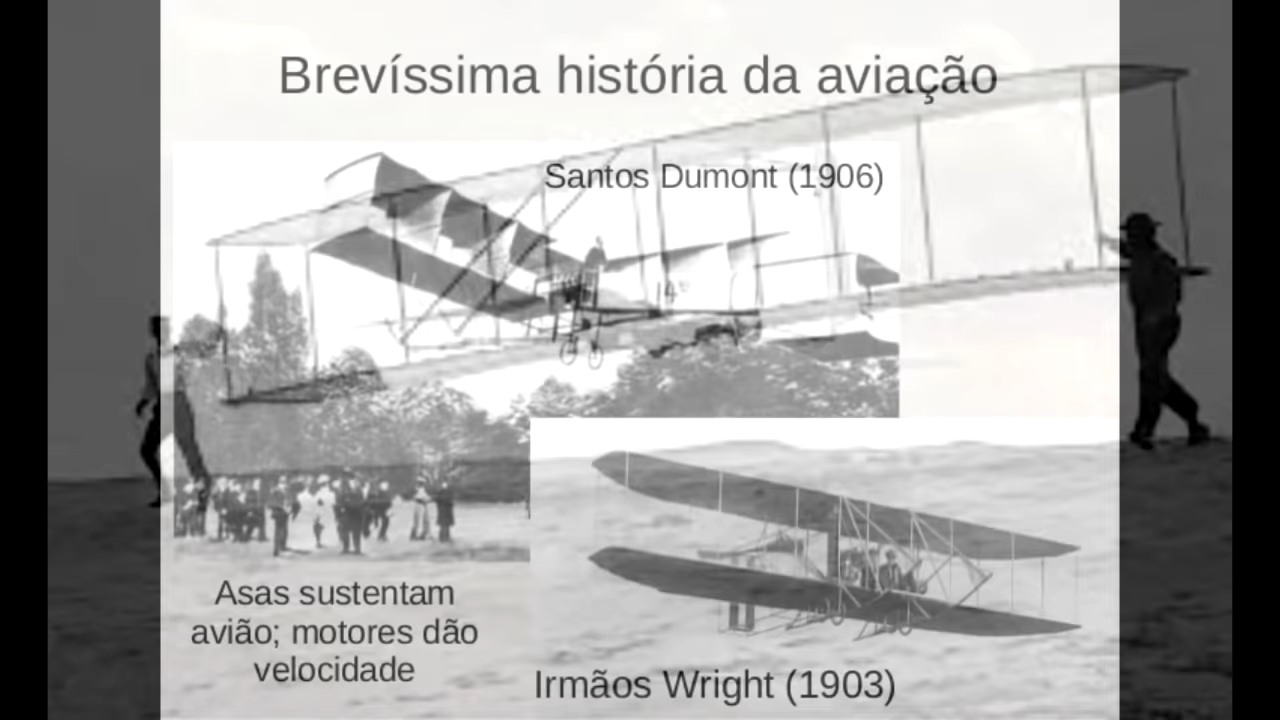 Brevíssima história da aviação
Santos Dumont (1906)
Asas sustentam
avião; motores dão
velocidade
Irmãos Wright (1903)